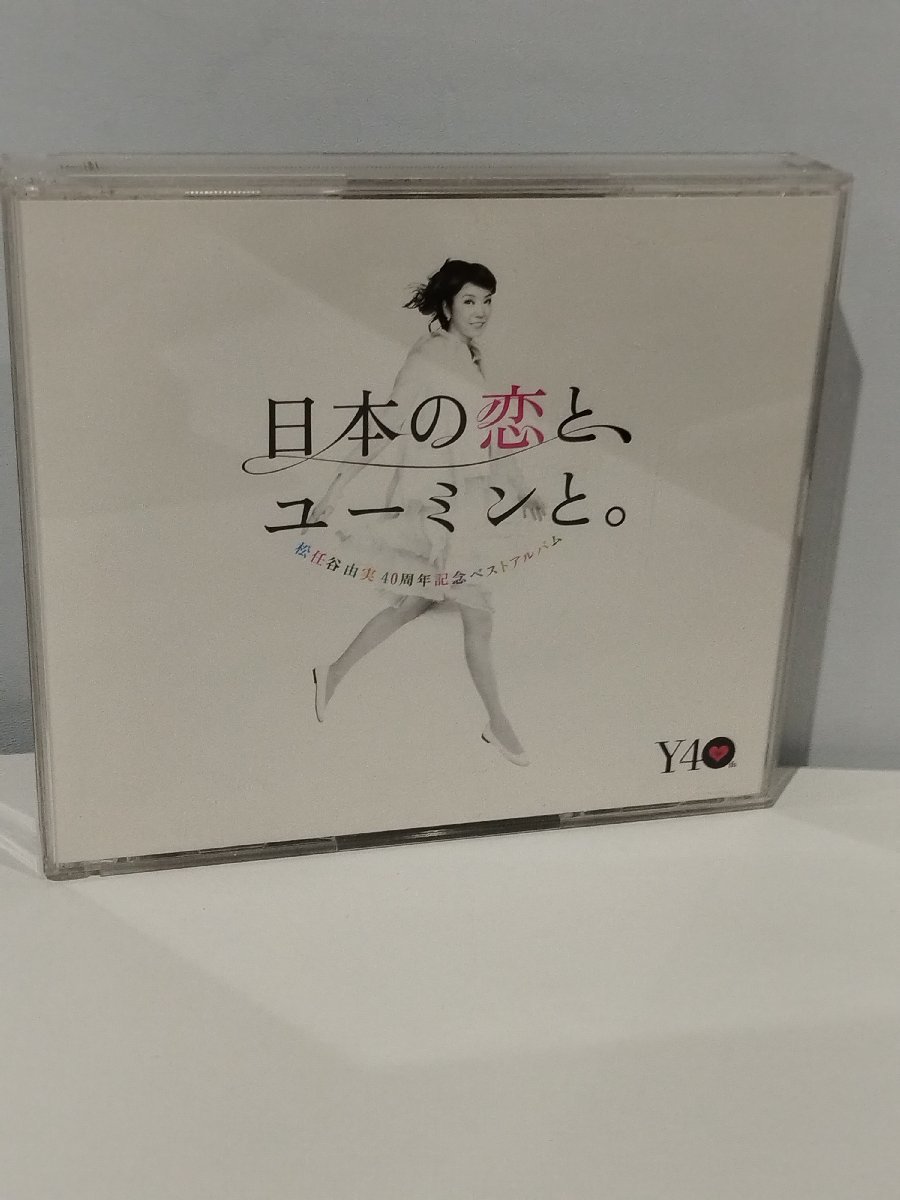 日本の恋と、
ユーミンと。
松任谷由実 40周年記念ベストアルバム
Y40